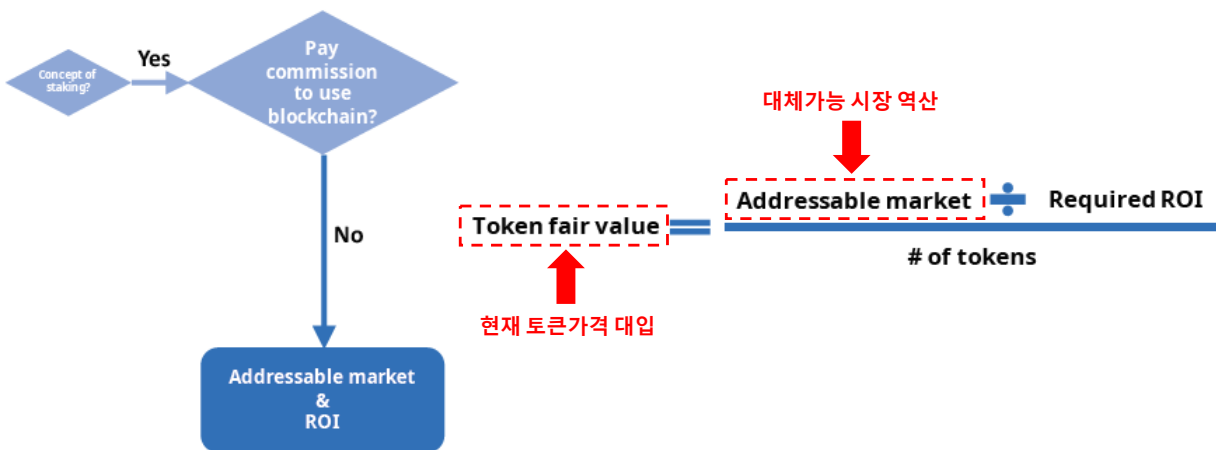 Concept of
staking?
Yes
Pay
commission
to use
blockchain?
No
Addressable market
&
ROI
대체가능 시장 역산
Token fair value = Addressable market ÷ Required ROI
# of tokens
현재 토큰가격 대입